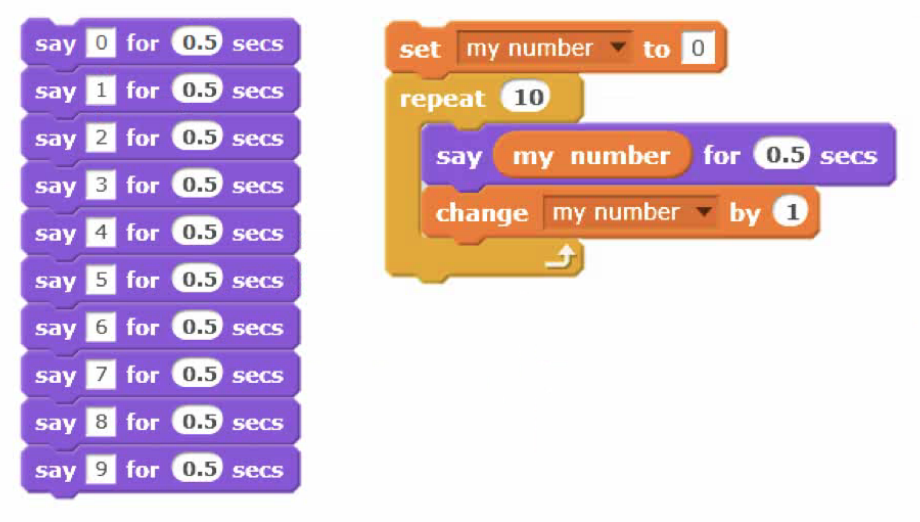 say 0 for 0.5 secs
say 1 for 0.5 secs
say 2 for 0.5 secs
say 3 for 0.5 secs
say 4 for 0.5 secs
say 5 for 0.5 secs
say 6 for 0.5 secs
say 7 for 0.5 secs
say 8 for 0.5 secs
say 9 for 0.5 secs
set my number to 0
repeat 10
say my number for 0.5 secs
change my number by 1